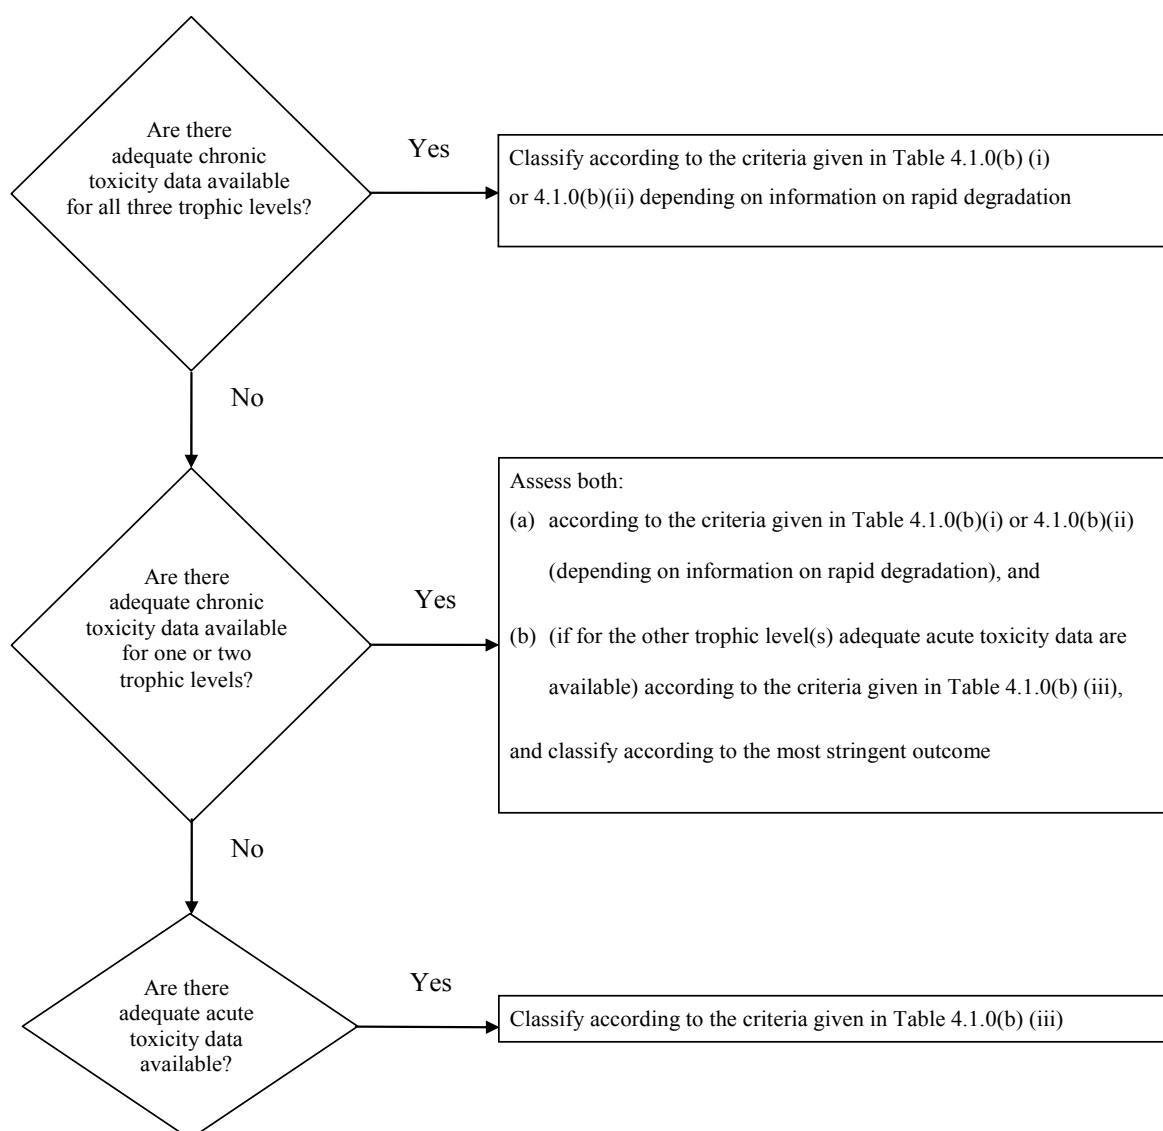 Are there
adequate chronic
toxicity data available
for all three trophic levels?
Yes
Classify according to the criteria given in Table 4.1.0(b) (i)
or 4.1.0(b)(ii) depending on information on rapid degradation
No
Are there
adequate chronic
toxicity data available
for one or two
trophic levels?
Yes
Assess both:
(a) according to the criteria given in Table 4.1.0(b)(i) or 4.1.0(b)(ii)
(depending on information on rapid degradation), and
(b) (if for the other trophic level(s) adequate acute toxicity data are
available) according to the criteria given in Table 4.1.0(b) (iii),
and classify according to the most stringent outcome
No
Are there
adequate acute
toxicity data
available?
Yes
Classify according to the criteria given in Table 4.1.0(b) (iii)